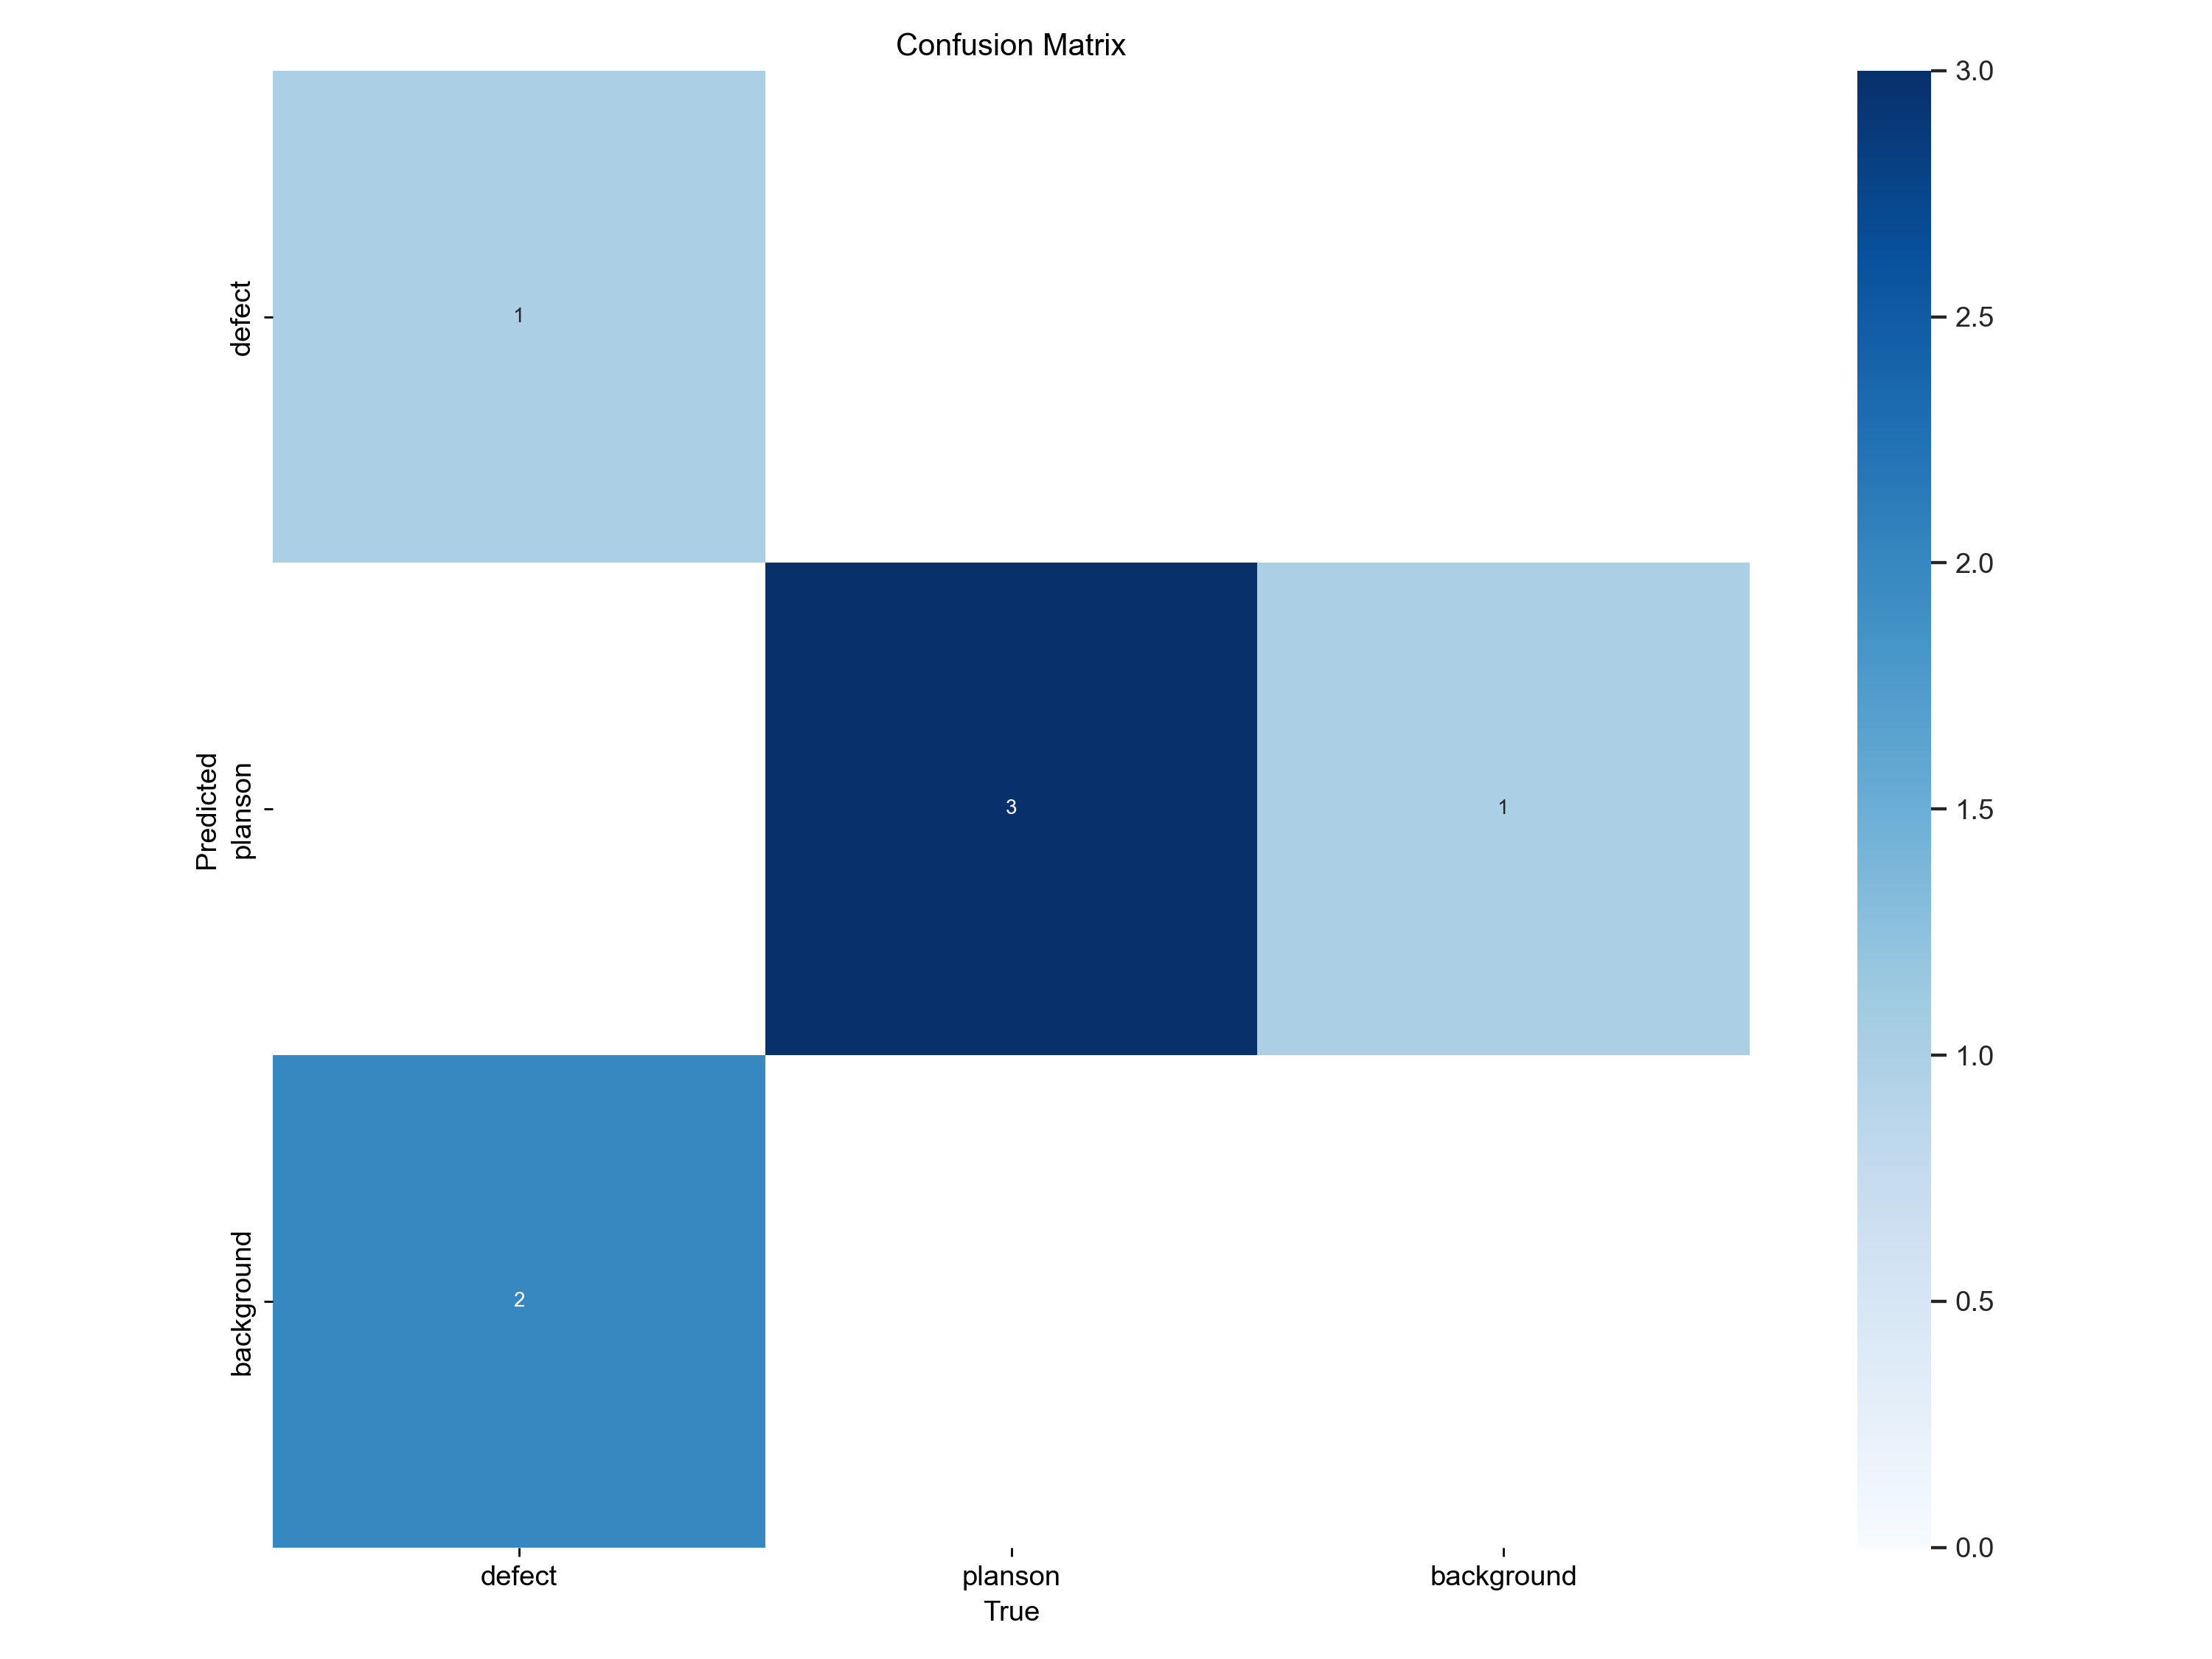 Confusion Matrix
3.0
2.5
2.0
1.5
1.0
0.5
0.0
Predicted
defect
planson
background
1
3
1
2
defect
planson
background
True